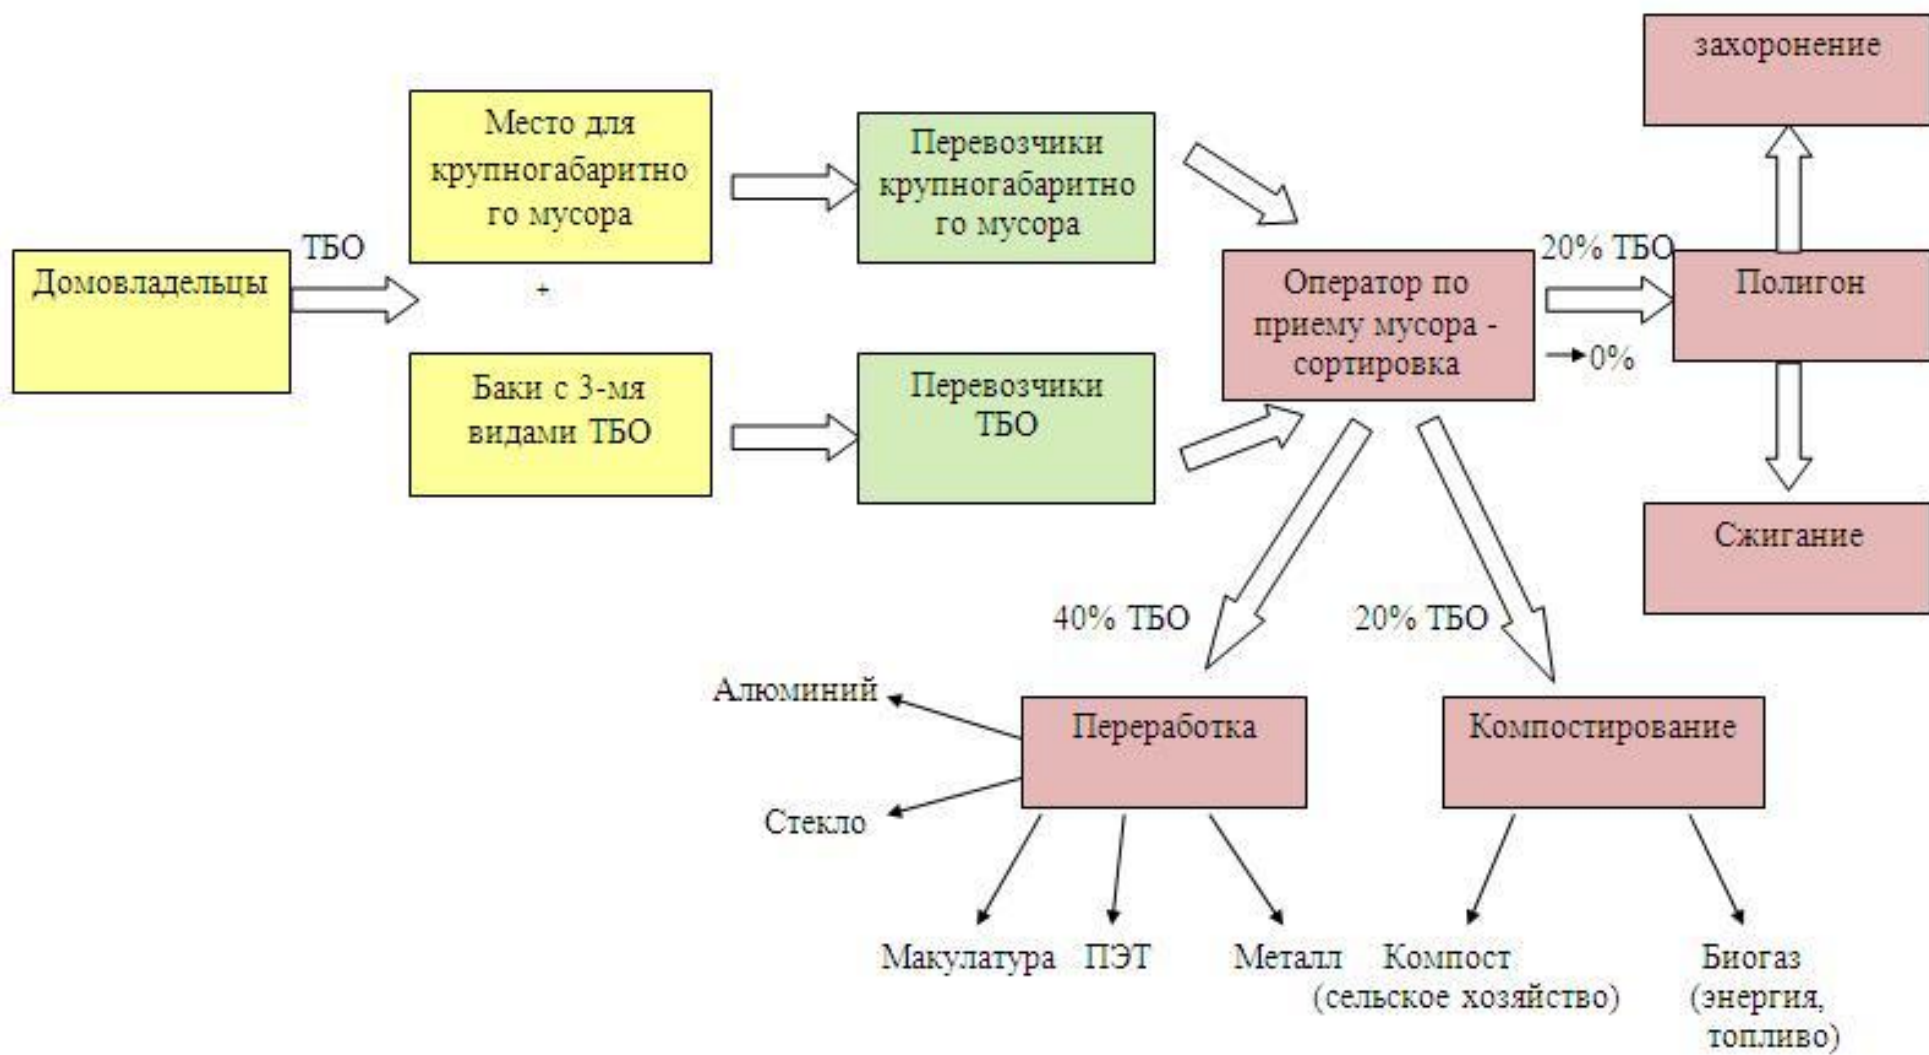 захоронение
Место для
крупногабаритно
го мусора
Перевозчики
крупногабаритно
го мусора
ТБО
Домовладельцы
+
20% ТБО
Оператор по
приему мусора -
сортировка
Полигон
0%
Баки с 3-мя
видами ТБО
Перевозчики
ТБО
Сжигание
40% ТБО
20% ТБО
Алюминий
Переработка
Компостирование
Стекло
Макулатура
ПЭТ
Металл
Компост
(сельское хозяйство)
Биогаз
(энергия,
топливо)